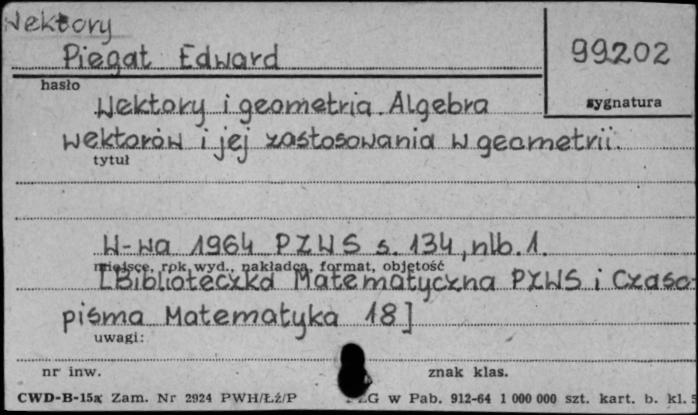 Wektory
Piegat Edward
99202
hasło
sygnatura
Wektory i geometria. Algebra
wektorów i jej zastosowania w geometrii.
tytuł
W-wa 1964 PZWS s. 134, nlb. 1.
miejsce, rok wyd., nakładca, format, objętość
[Biblioteczka Matematyczna PZWS i Czaso-
pisma Matematyka 18]
uwagi:
nr inw.
znak klas.
CWD-B-15a Zam. Nr 2924 PWH/Łź/P
w Pab. 912-64 1 000 000 szt. kart. b. kl.